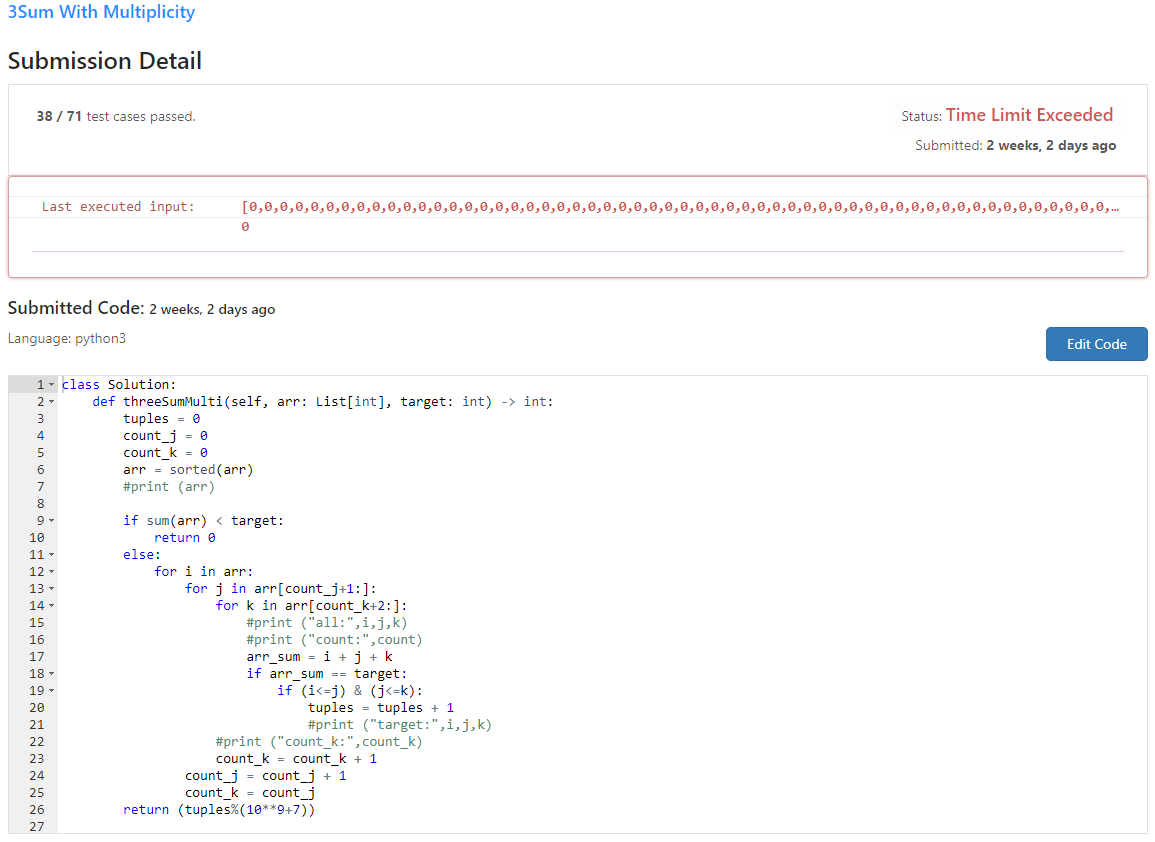 3Sum With Multiplicity
Submission Detail
38 / 71 test cases passed.
Status: Time Limit Exceeded
Submitted: 2 weeks, 2 days ago
Last executed input: [0,0,0,0,0,0,0,0,0,0,0,0,0,0,0,0,0,0,0,0,0,0,0,0,0,0,0,0,0,0,0,0,0,0,0,0,0,0,0,0,0,0,0,0,0,0,0,0,0,0,0,0,0,0,0,0,…
0
Submitted Code: 2 weeks, 2 days ago
Language: python3
Edit Code
1 class Solution:
2     def threeSumMulti(self, arr: List[int], target: int) -> int:
3         tuples = 0
4         count_j = 0
5         count_k = 0
6         arr = sorted(arr)
7         #print (arr)
8
9         if sum(arr) < target:
10             return 0
11         else:
12             for i in arr:
13                 for j in arr[count_j+1:]:
14                     for k in arr[count_k+2:]:
15                         #print ("all:",i,j,k)
16                         #print ("count:",count)
17                         arr_sum = i + j + k
18                         if arr_sum == target:
19                             if (i<=j) & (j<=k):
20                                 tuples = tuples + 1
21                                 #print ("target:",i,j,k)
22                     #print ("count_k:",count_k)
23                     count_k = count_k + 1
24                 count_j = count_j + 1
25                 count_k = count_j
26         return (tuples%(10**9+7))
27